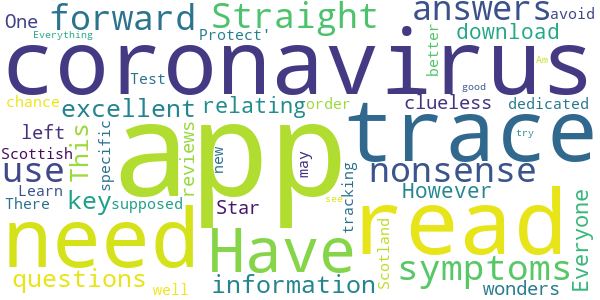 One forward Straight answers avoid
Everything Protect' better download
coronavirus
Test good
chance excellent relating order clueless dedicated
app trace Am
left This specific reviews new may try
Scottish use key nonsense
Learn However
There supposed Star tracking Everyone
need Have read see
Scotland symptoms
questions well information wonders